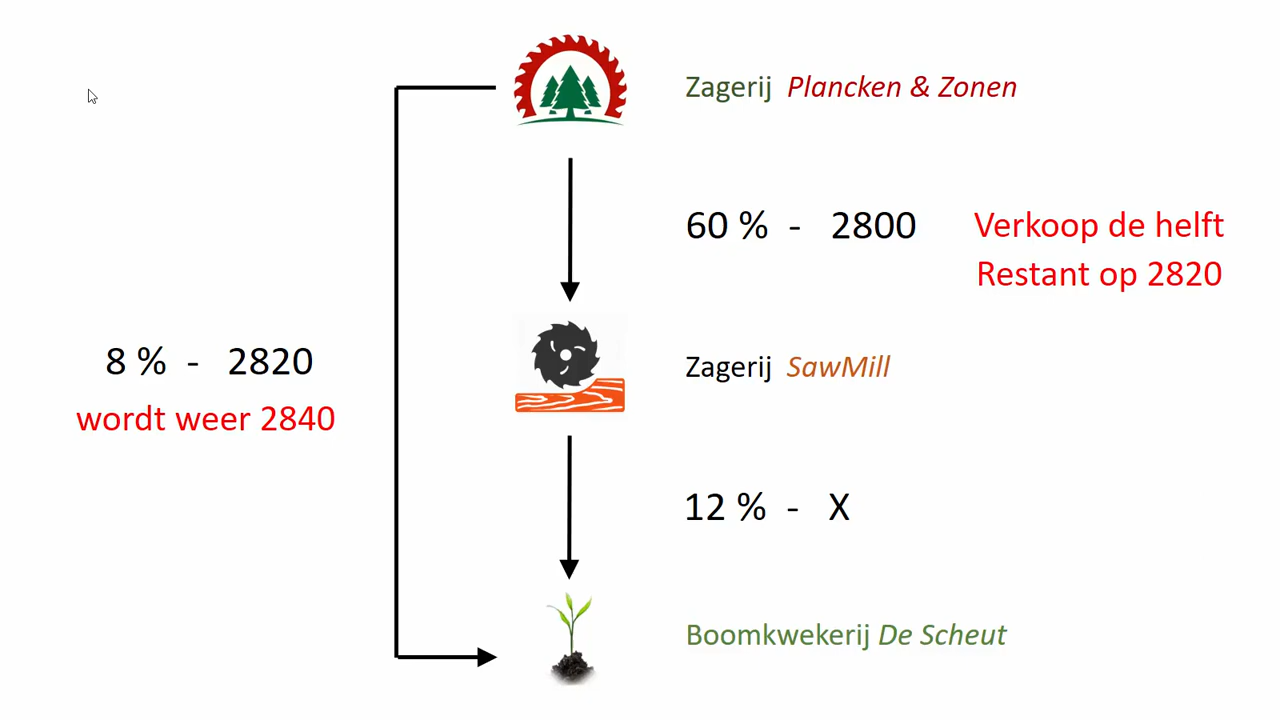 Zagerij Plancken & Zonen
60 % - 2800 Verkoop de helft
Restant op 2820
8 % - 2820
wordt weer 2840
Zagerij SawMill
12 % - X
Boomkwekerij De Scheut